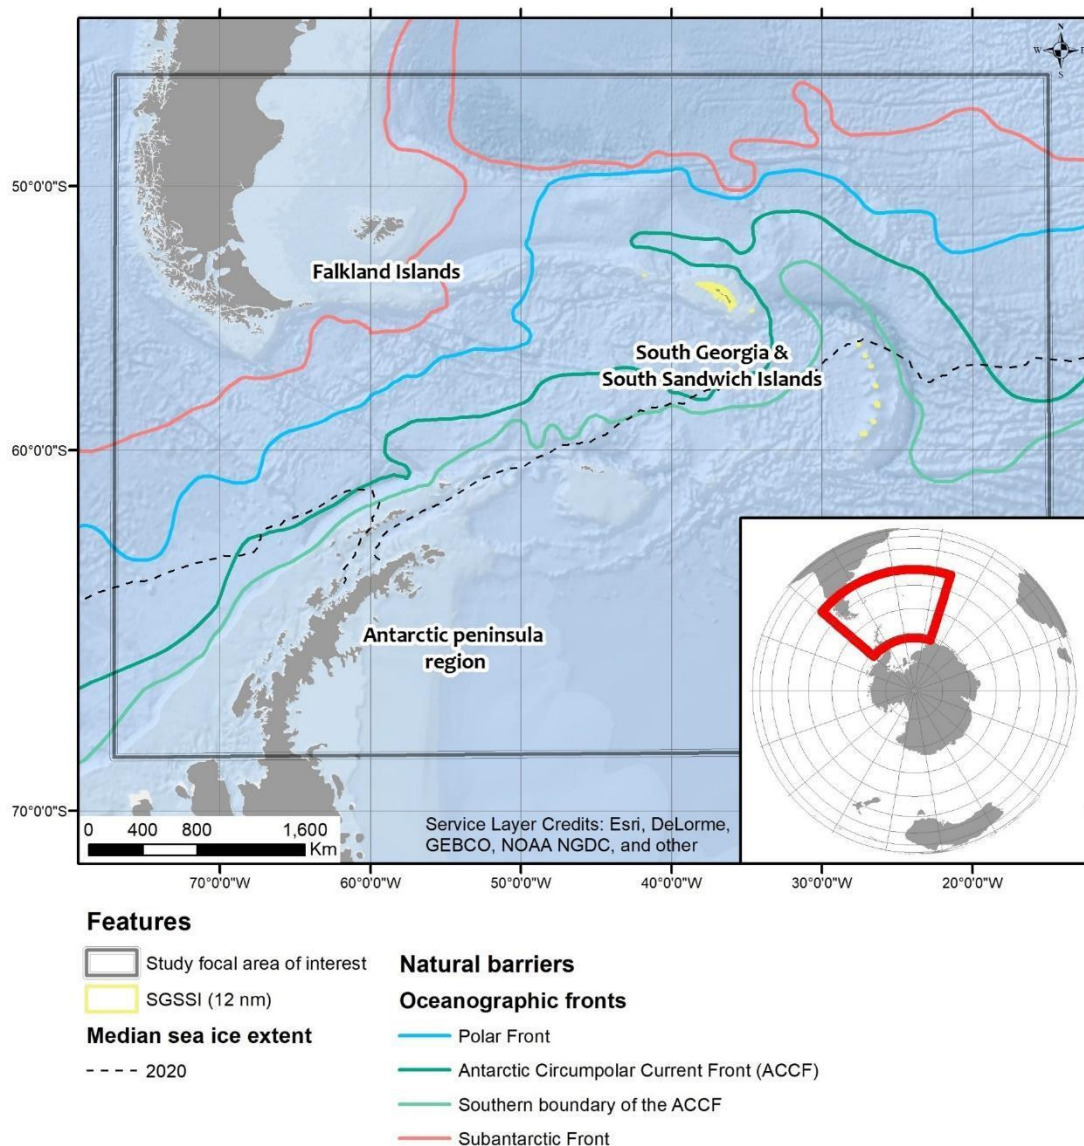 N
W E
S
50°0'0"S
Falkland Islands
South Georgia &
South Sandwich Islands
60°0'0"S
Antarctic peninsula
region
70°0'0"S
0 400 800 1,600
Km
Service Layer Credits: Esri, DeLorme,
GEBCO, NOAA NGDC, and other
70°0'0"W 60°0'0"W 50°0'0"W 40°0'0"W 30°0'0"W 20°0'0"W
Features
Study focal area of interest
SGSSI (12 nm)
Median sea ice extent
2020
Natural barriers
Oceanographic fronts
Polar Front
Antarctic Circumpolar Current Front (ACCF)
Southern boundary of the ACCF
Subantarctic Front